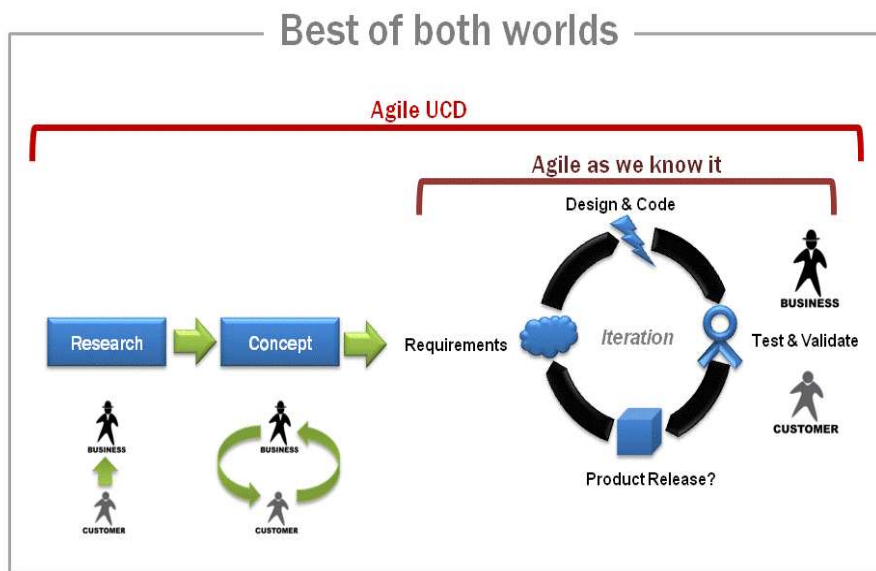 Best of both worlds
Agile UCD
Agile as we know it
Design & Code
BUSINESS
Research
Concept
Requirements
Iteration
Test & Validate
BUSINESS
BUSINESS
CUSTOMER
CUSTOMER
CUSTOMER
Product Release?